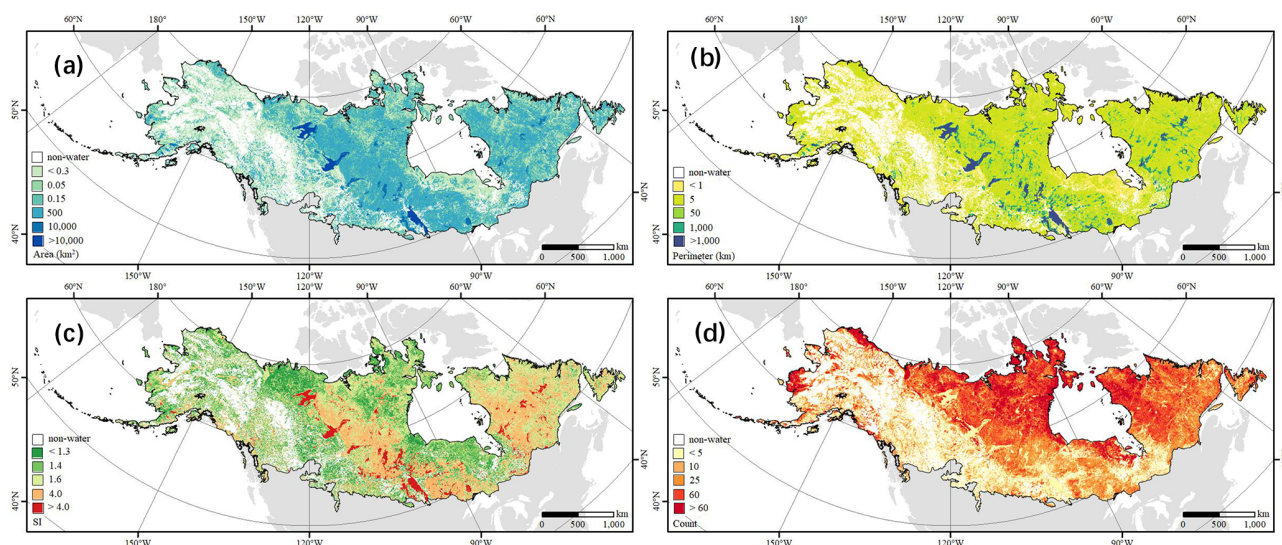 60°N 180° 150°W 120°W 90°W 60°W 60°N
(a)
50°N
non-water
< 0.3
0.05
0.15
500
10,000
>10,000
Area (km²)
40°N
40°N
km
0 500 1,000
150°W 120°W 90°W
60°N 180° 150°W 120°W 90°W 60°W 60°N
(b)
50°N
non-water
< 1
5
50
1,000
>1,000
Perimeter (km)
40°N
40°N
km
0 500 1,000
150°W 120°W 90°W
60°N 180° 150°W 120°W 90°W 60°W 60°N
(c)
50°N
non-water
< 1.3
1.4
1.6
4.0
> 4.0
SI
40°N
40°N
km
0 500 1,000
150°W 120°W 90°W
60°N 180° 150°W 120°W 90°W 60°W 60°N
(d)
50°N
non-water
< 5
10
25
60
> 60
Count
40°N
40°N
km
0 500 1,000
150°W 120°W 90°W